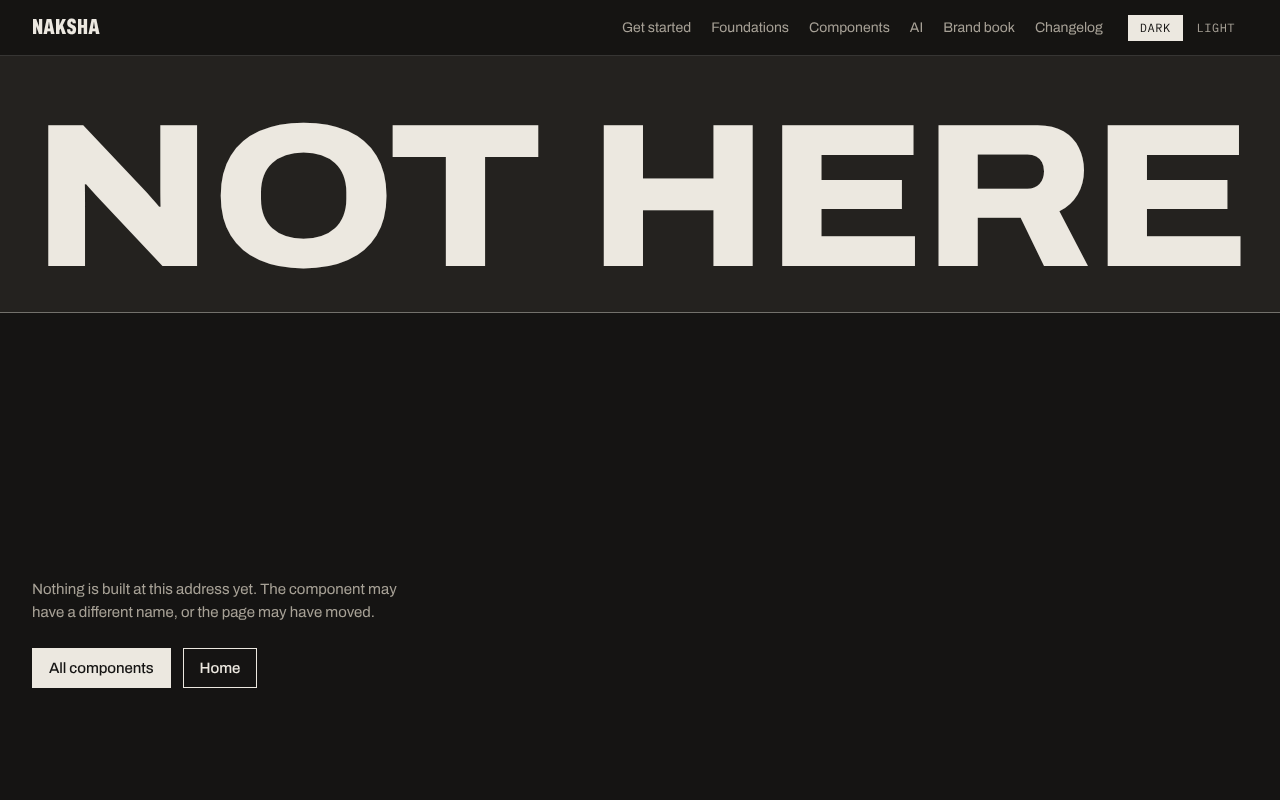 NAKSHA
Get started
Foundations
Components
AI
Brand book
Changelog
DARK
LIGHT
NOT HERE
Nothing is built at this address yet. The component may
have a different name, or the page may have moved.
All components
Home